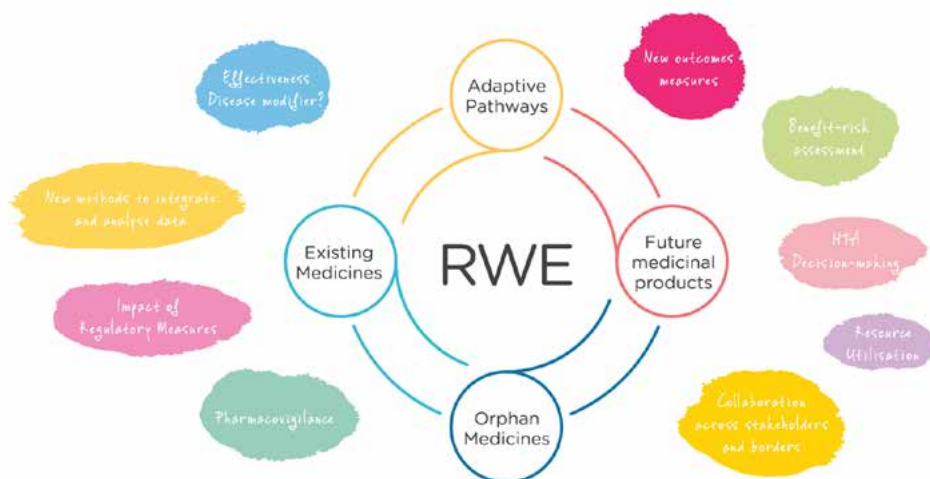 Effectiveness
Disease modifier?
New methods to integrate
and analyse data
Impact of
Regulatory Measures
Pharmacovigilance
Adaptive
Pathways
Existing
Medicines
RWE
Future
medicinal
products
Orphan
Medicines
New outcomes
measures
Benefit-risk
assessment
HTA
Decision-making
Resource
Utilisation
Collaboration
across stakeholders
and borders